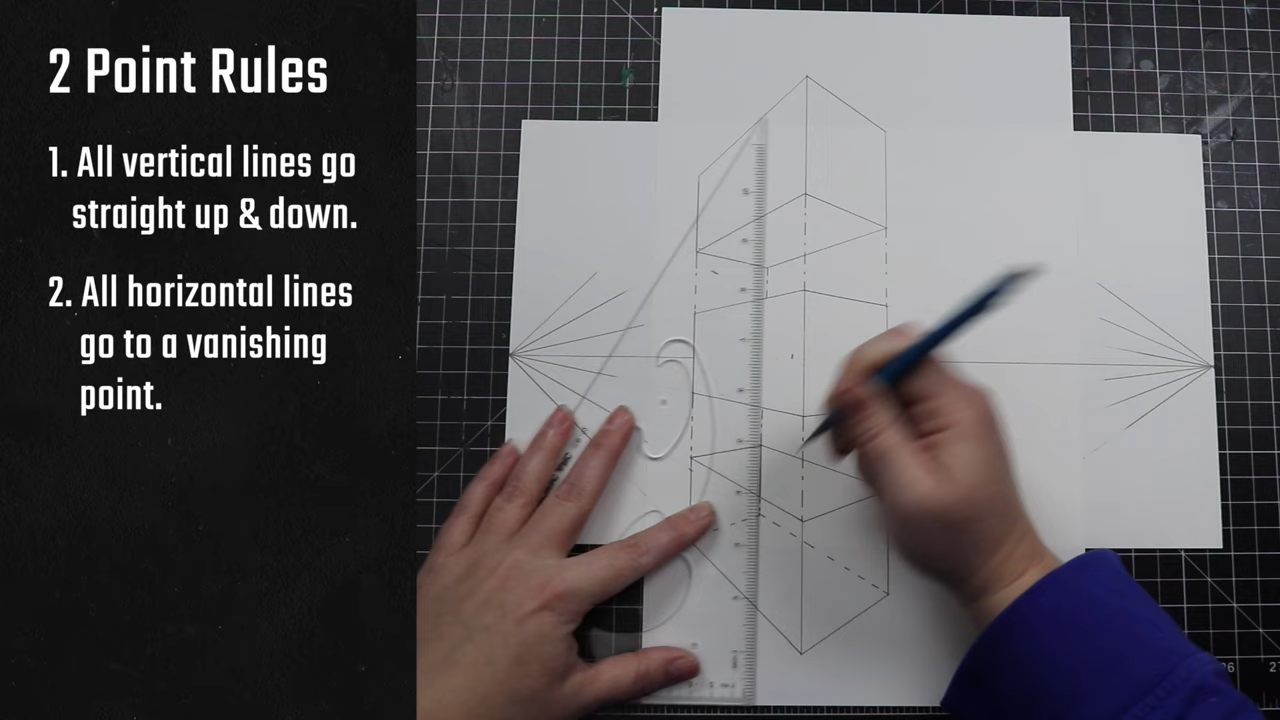 2 Point Rules
1. All vertical lines go
straight up & down.
2. All horizontal lines
go to a vanishing
point.